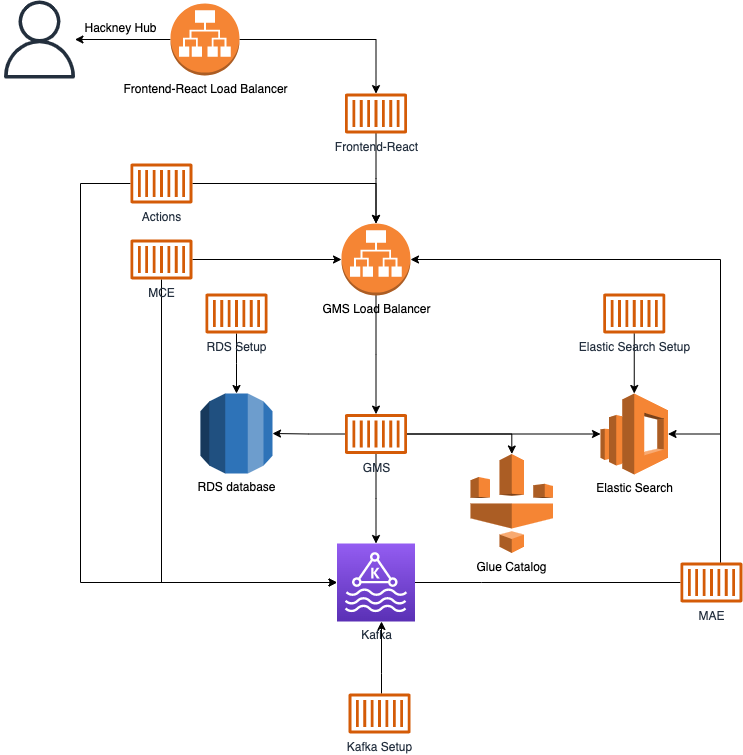 Hackney Hub
Frontend-React Load Balancer
Frontend-React
Actions
MCE
GMS Load Balancer
RDS Setup
Elastic Search Setup
GMS
RDS database
Elastic Search
Glue Catalog
K
Kafka
MAE
Kafka Setup